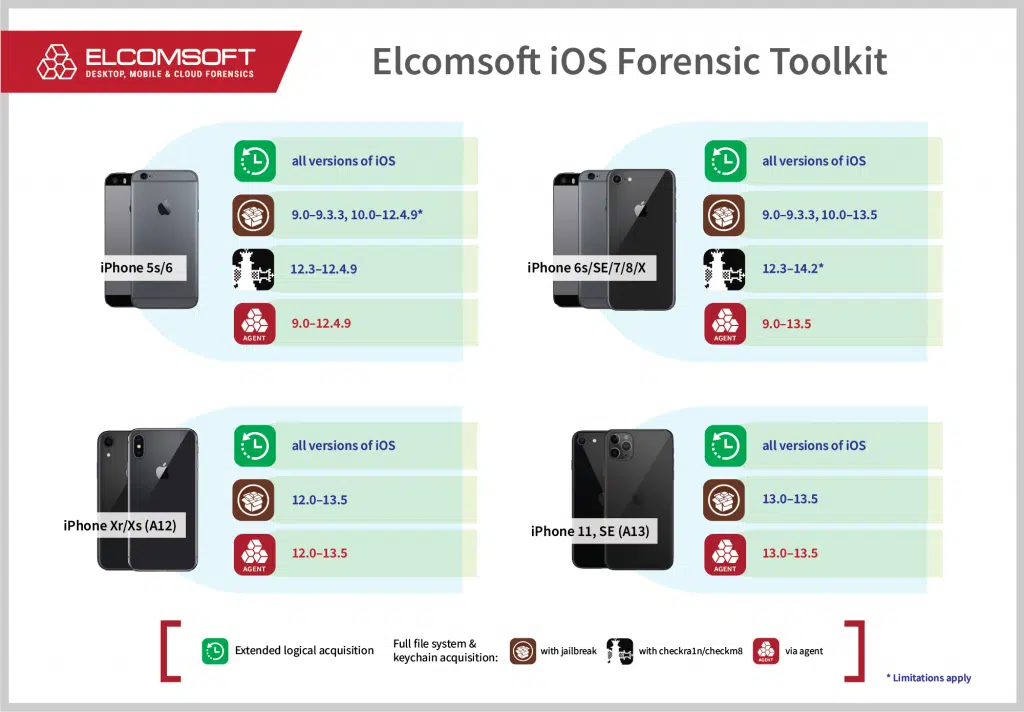 ELCOMSOFT
DESKTOP, MOBILE & CLOUD FORENSICS
Elcomsoft iOS Forensic Toolkit
iPhone 5s/6
all versions of iOS
9.0–9.3.3, 10.0–12.4.9*
12.3–12.4.9
AGENT
9.0–12.4.9
iPhone 6s/SE/7/8/X
all versions of iOS
9.0–9.3.3, 10.0–13.5
12.3–14.2*
AGENT
9.0–13.5
iPhone Xr/Xs (A12)
all versions of iOS
12.0–13.5
AGENT
12.0–13.5
iPhone 11, SE (A13)
all versions of iOS
13.0–13.5
AGENT
13.0–13.5
Extended logical acquisition
Full file system &
keychain acquisition:
with jailbreak
with checkra1n/checkm8
AGENT
via agent
* Limitations apply